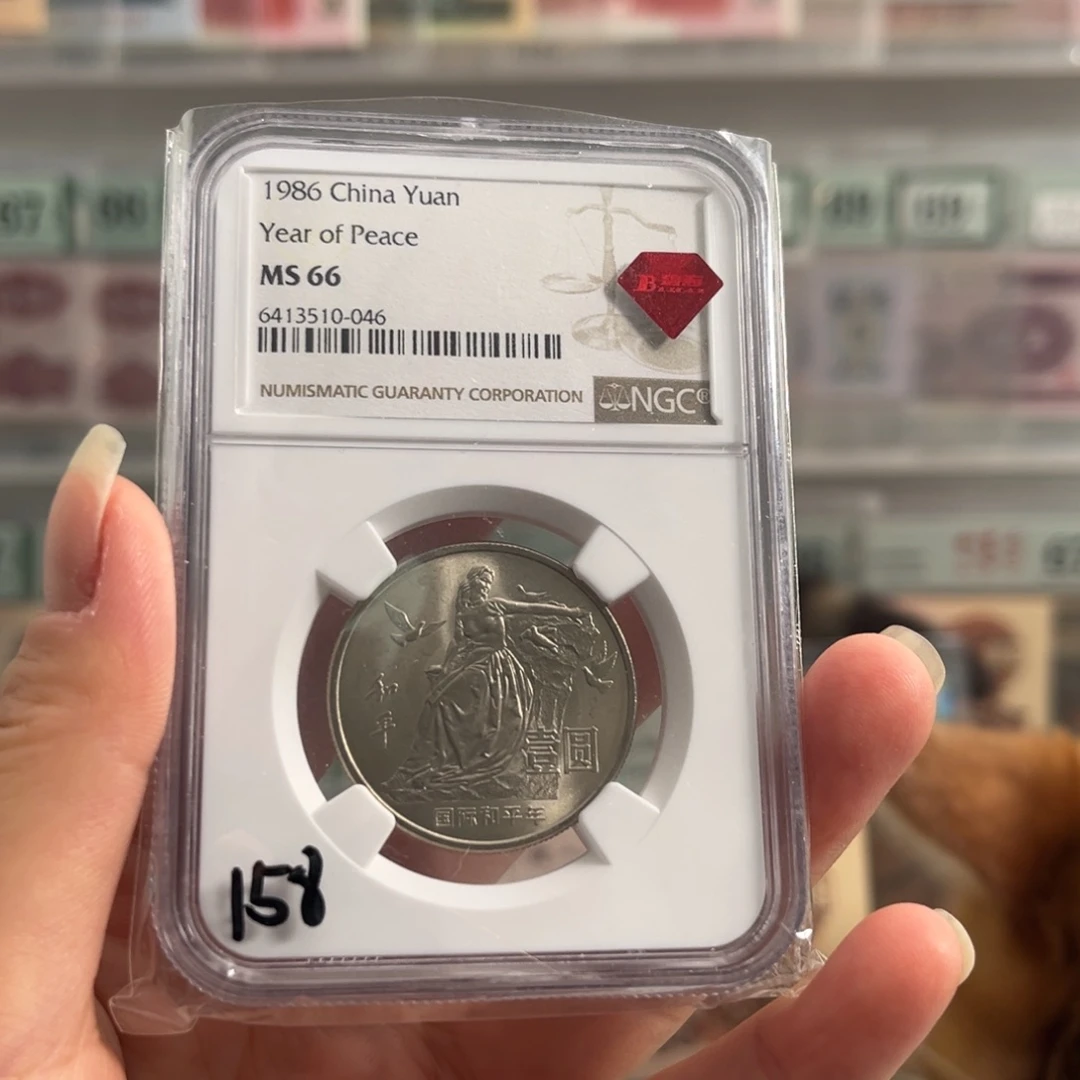 1986 China Yuan
Year of Peace
MS 66
6413510-046
NUMISMATIC GUARANTY CORPORATION
NGC®
和平
壹圆
国际和平年
158